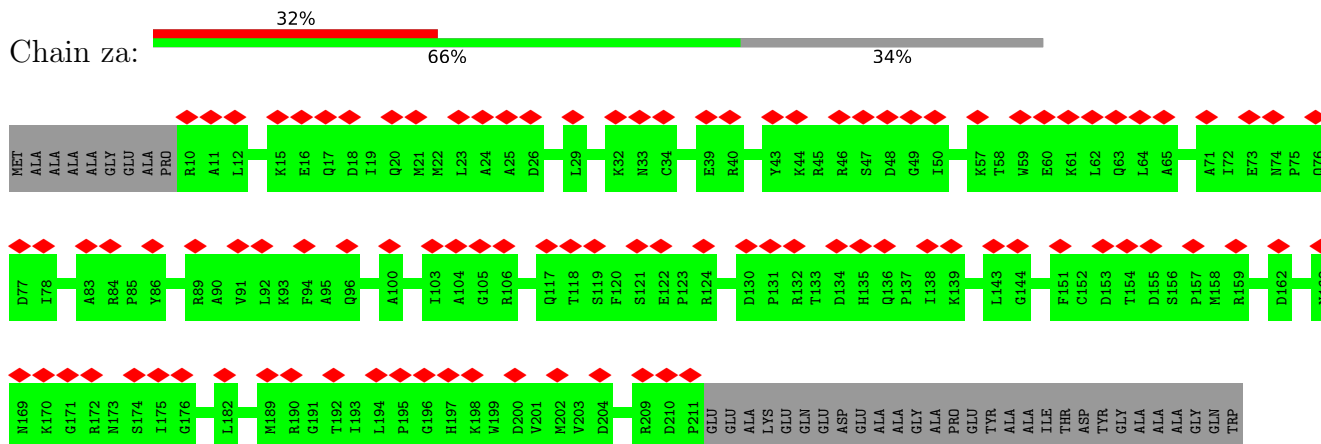 32%
Chain za:
66% 34%
MET ALA ALA ALA ALA GLY GLU ALA PRO R10 A11 L12 K15 E16 Q17 D18 I19 Q20 M21 M22 L23 A24 A25 D26 L29 K32 N33 C34 E39 R40 Y43 K44 R45 R46 S47 D48 G49 I50 K57 T58 W59 E60 K61 L62 Q63 L64 A65 A71 I72 E73 N74 P75 Q76
D77 I78 A83 R84 P85 Y86 R89 A90 V91 L92 K93 F94 A95 Q96 A100 I103 A104 G105 R106 Q117 T118 S119 F120 S121 E122 P123 R124 D130 P131 R132 T133 D134 H135 Q136 P137 I138 K139 L143 G144 F151 C152 D153 T154 D155 S156 P157 M158 R159 D162
N169 K170 G171 R172 N173 S174 I175 G176 L182 M189 R190 G191 T192 I193 L194 P195 G196 H197 K198 W199 D200 V201 M202 V203 D204 R209 D210 P211 GLU GLU ALA LYS GLU GLN GLU ASP GLU ALA ALA GLY ALA PRO GLU TYR ALA ALA ILE THR ASP TYR GLY ALA ALA ALA GLY GLN TRP